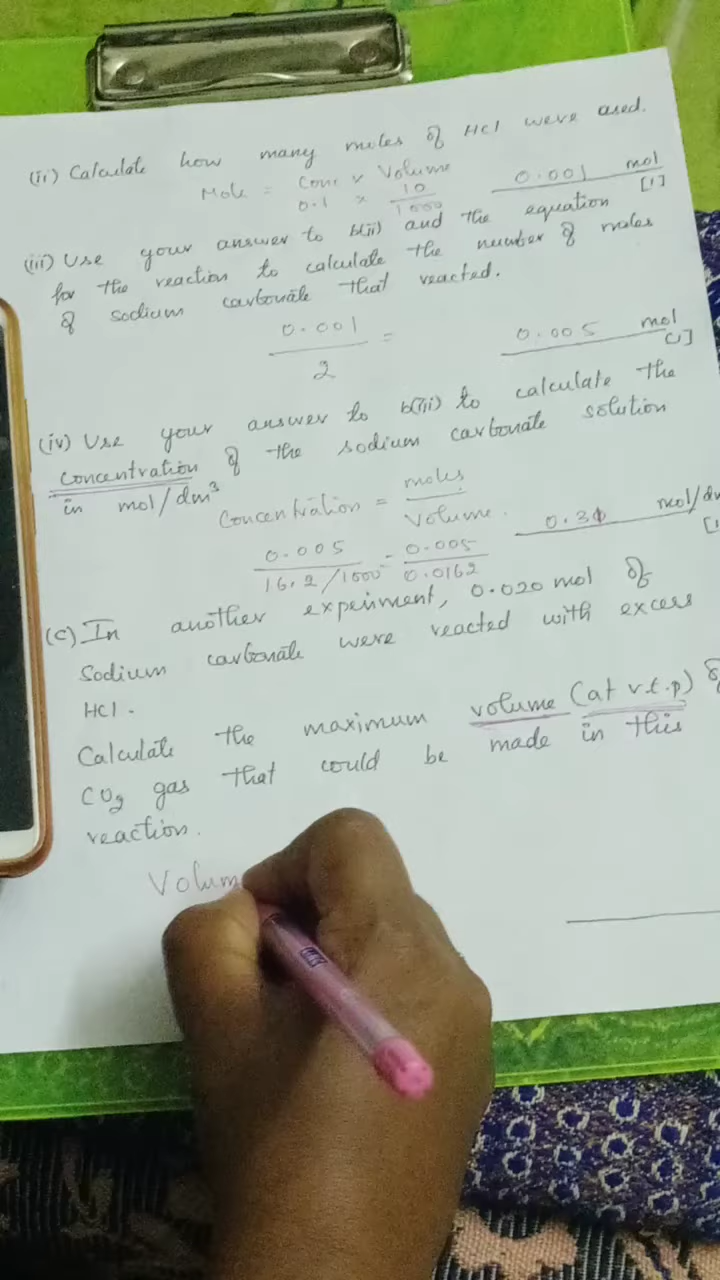 (ii) Calculate how many moles of HCl were used.
Mole = Conc x Volume
0.1 x 10/1000 0.001 mol [1]
(iii) Use your answer to b(ii) and the equation
for the reaction to calculate the number of moles
of sodium carbonate that reacted.
0.001/2 = 0.005 mol [1]
(iv) Use your answer to b(iii) to calculate the
concentration of the sodium carbonate solution
in mol/dm³
Concentration = moles/Volume.
0.005/16.2/1000 = 0.005/0.0162 mol/dm
(c) In another experiment, 0.020 mol of
Sodium carbonate were reacted with excess
HCl.
Calculate the maximum volume (at r.t.p) of
CO2 gas that could be made in this
reaction.
Volum